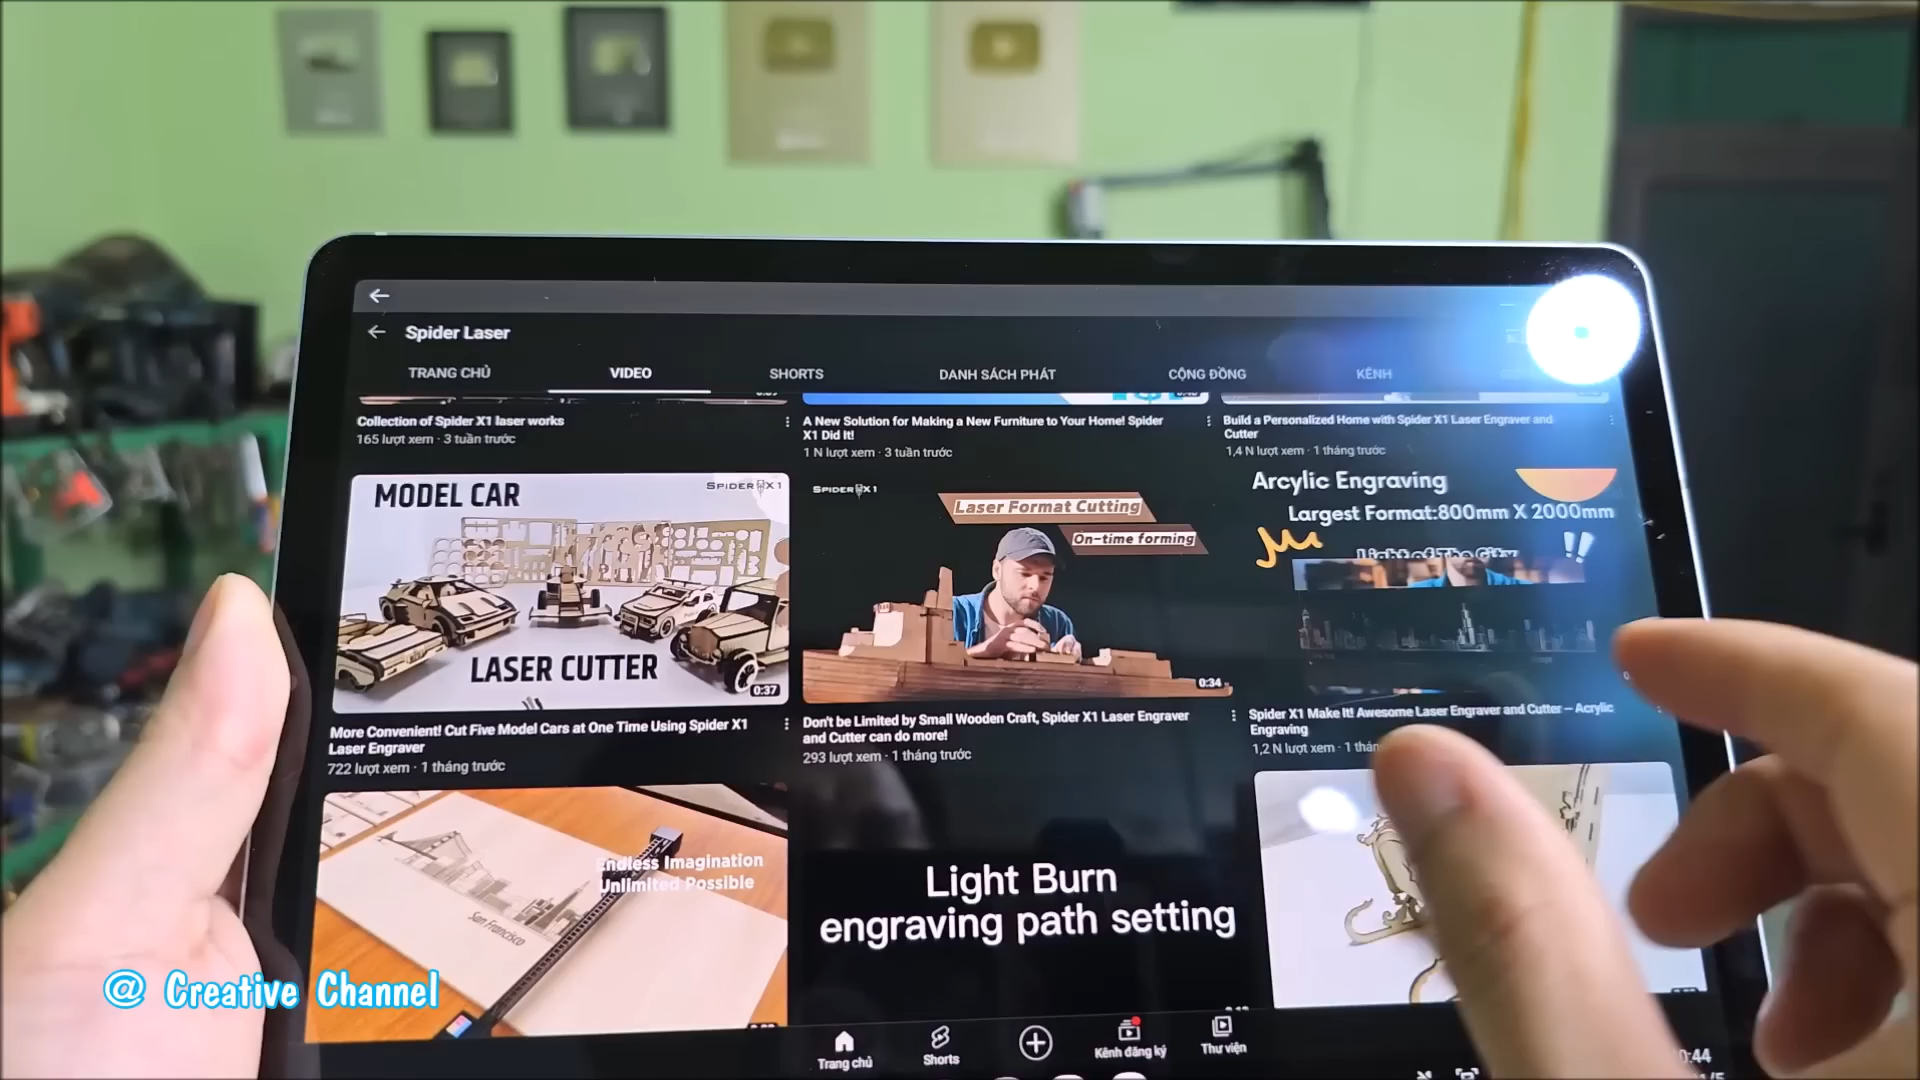 Spider Laser
TRANG CHỦ
VIDEO
SHORTS
DANH SÁCH PHÁT
CỘNG ĐỒNG
KÊNH
Collection of Spider X1 laser works
165 lượt xem · 3 tuần trước
A New Solution for Making a New Furniture to Your Home! Spider
X1 Did It!
1 N lượt xem · 3 tuần trước
Build a Personalized Home with Spider X1 Laser Engraver and
Cutter
1,4 N lượt xem · 1 tháng trước
MODEL CAR
SPIDER X1
LASER CUTTER
0:37
SPIDER X1
Laser Format Cutting
On-time forming
0:34
Arcylic Engraving
Largest Format:800mm X 2000mm
Light of The City
!!
More Convenient! Cut Five Model Cars at One Time Using Spider X1
Laser Engraver
722 lượt xem · 1 tháng trước
Don't be Limited by Small Wooden Craft, Spider X1 Laser Engraver
and Cutter can do more!
293 lượt xem · 1 tháng trước
Spider X1 Make It! Awesome Laser Engraver and Cutter – Acrylic
Engraving
1,2 N lượt xem · 1
Endless Imagination
Unlimited Possible
San Francisco
Light Burn
engraving path setting
@ Creative Channel
Trang chủ
Shorts
Kênh đăng ký
Thư viện